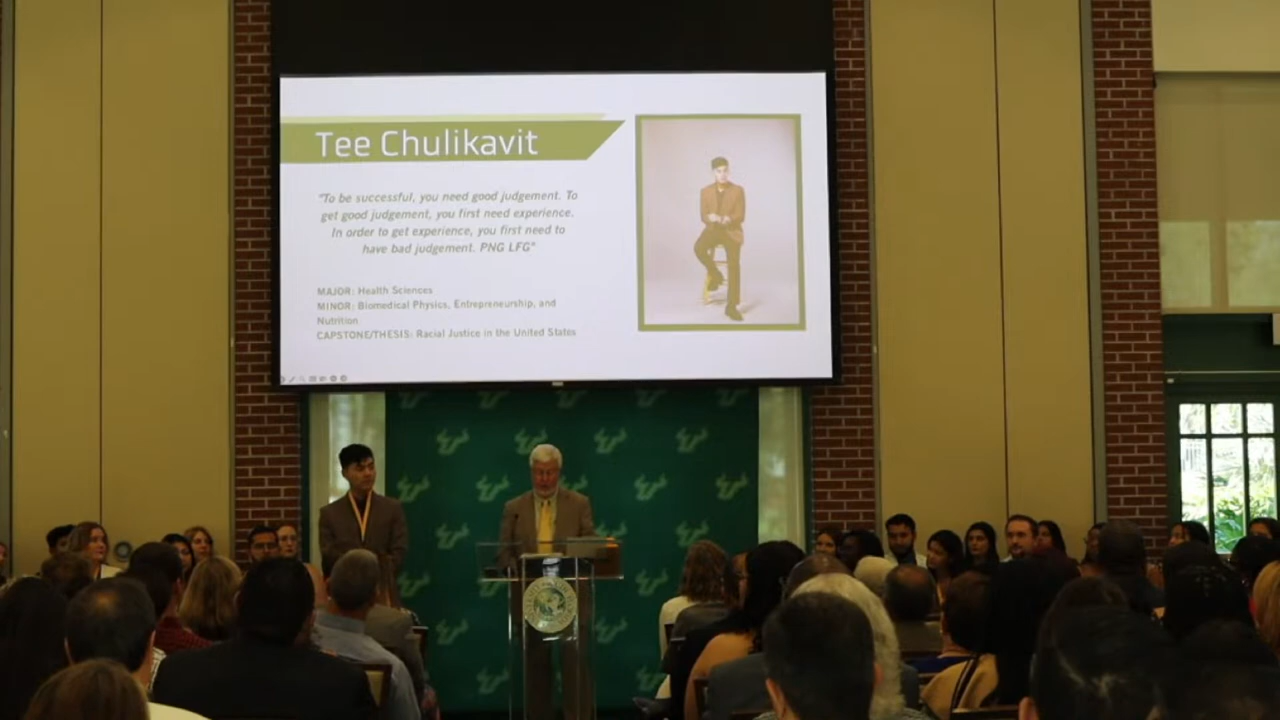 Tee Chulikavit
"To be successful, you need good judgement. To
get good judgement, you first need experience.
In order to get experience, you first need to
have bad judgement. PNG LFG"
MAJOR: Health Sciences
MINOR: Biomedical Physics, Entrepreneurship, and
Nutrition
CAPSTONE/THESIS: Racial Justice in the United States